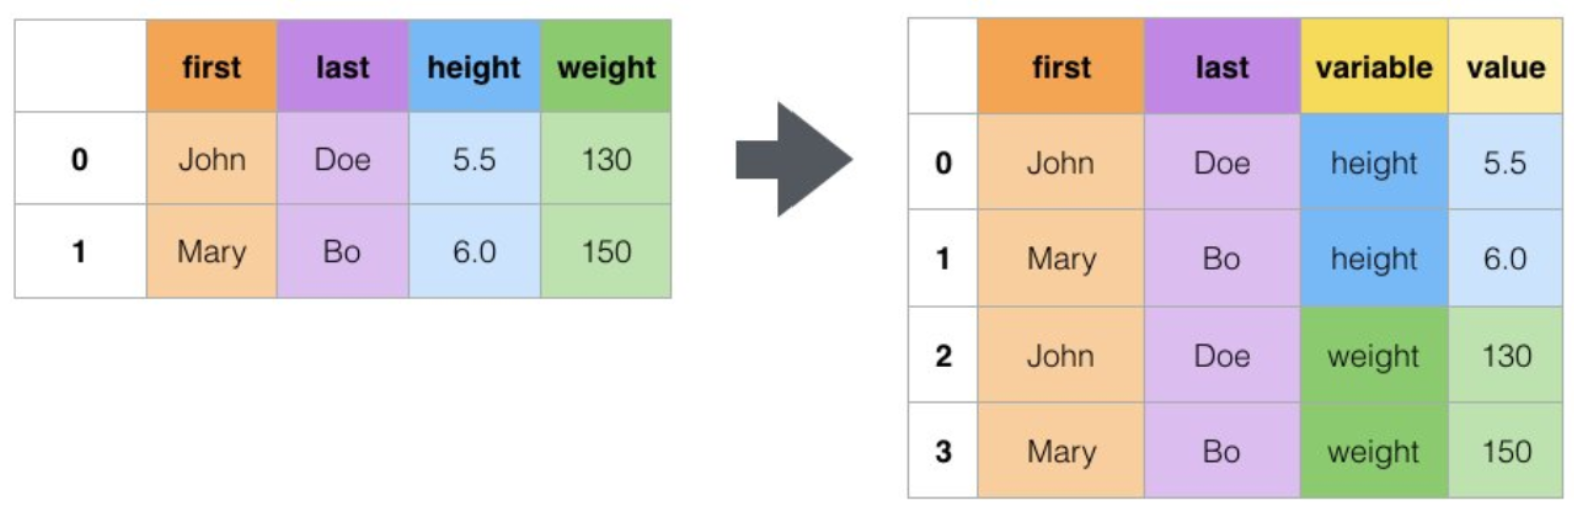 first last height weight
0 John Doe 5.5 130
1 Mary Bo 6.0 150
first last variable value
0 John Doe height 5.5
1 Mary Bo height 6.0
2 John Doe weight 130
3 Mary Bo weight 150